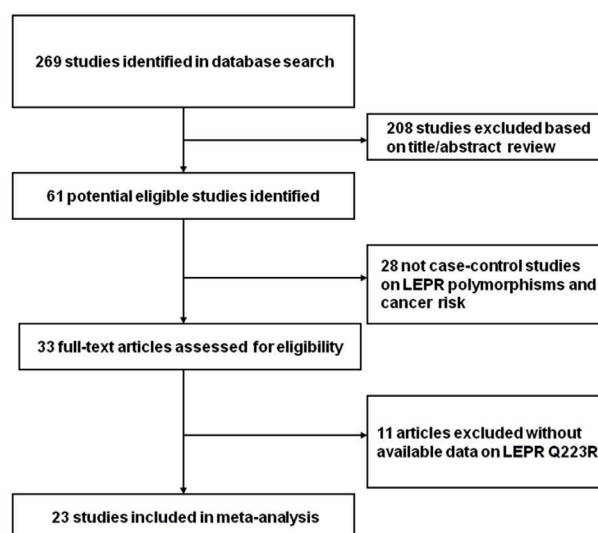 269 studies identified in database search
208 studies excluded based
on title/abstract review
61 potential eligible studies identified
28 not case-control studies
on LEPR polymorphisms and
cancer risk
33 full-text articles assessed for eligibility
11 articles excluded without
available data on LEPR Q223R
23 studies included in meta-analysis